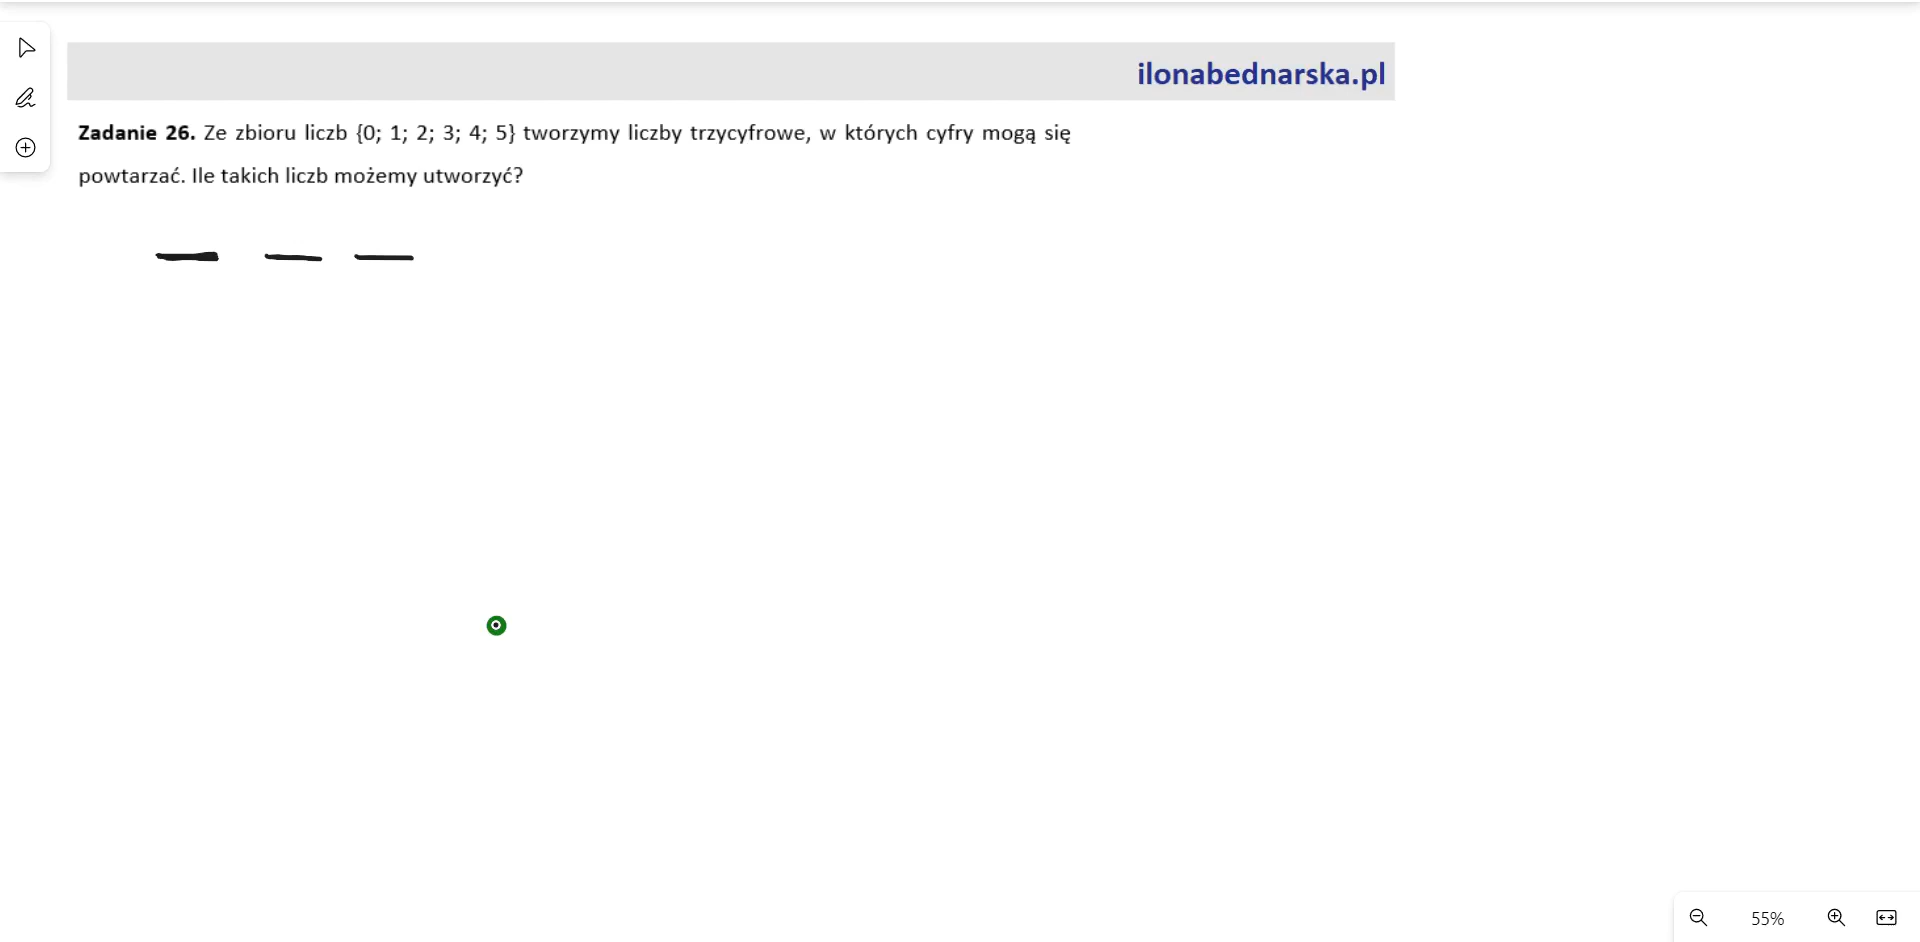 ilonabednarska.pl
Zadanie 26. Ze zbioru liczb {0; 1; 2; 3; 4; 5} tworzymy liczby trzycyfrowe, w których cyfry mogą się
powtarzać. Ile takich liczb możemy utworzyć?
55%